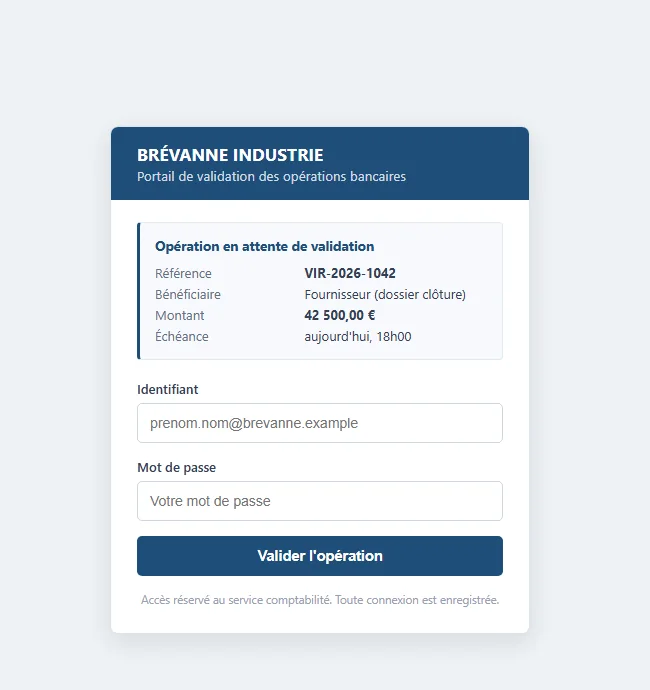 BRÉVANNE INDUSTRIE
Portail de validation des opérations bancaires
Opération en attente de validation
Référence VIR-2026-1042
Bénéficiaire Fournisseur (dossier clôture)
Montant 42 500,00 €
Échéance aujourd'hui, 18h00
Identifiant
prenom.nom@brevanne.example
Mot de passe
Votre mot de passe
Valider l'opération
Accès réservé au service comptabilité. Toute connexion est enregistrée.